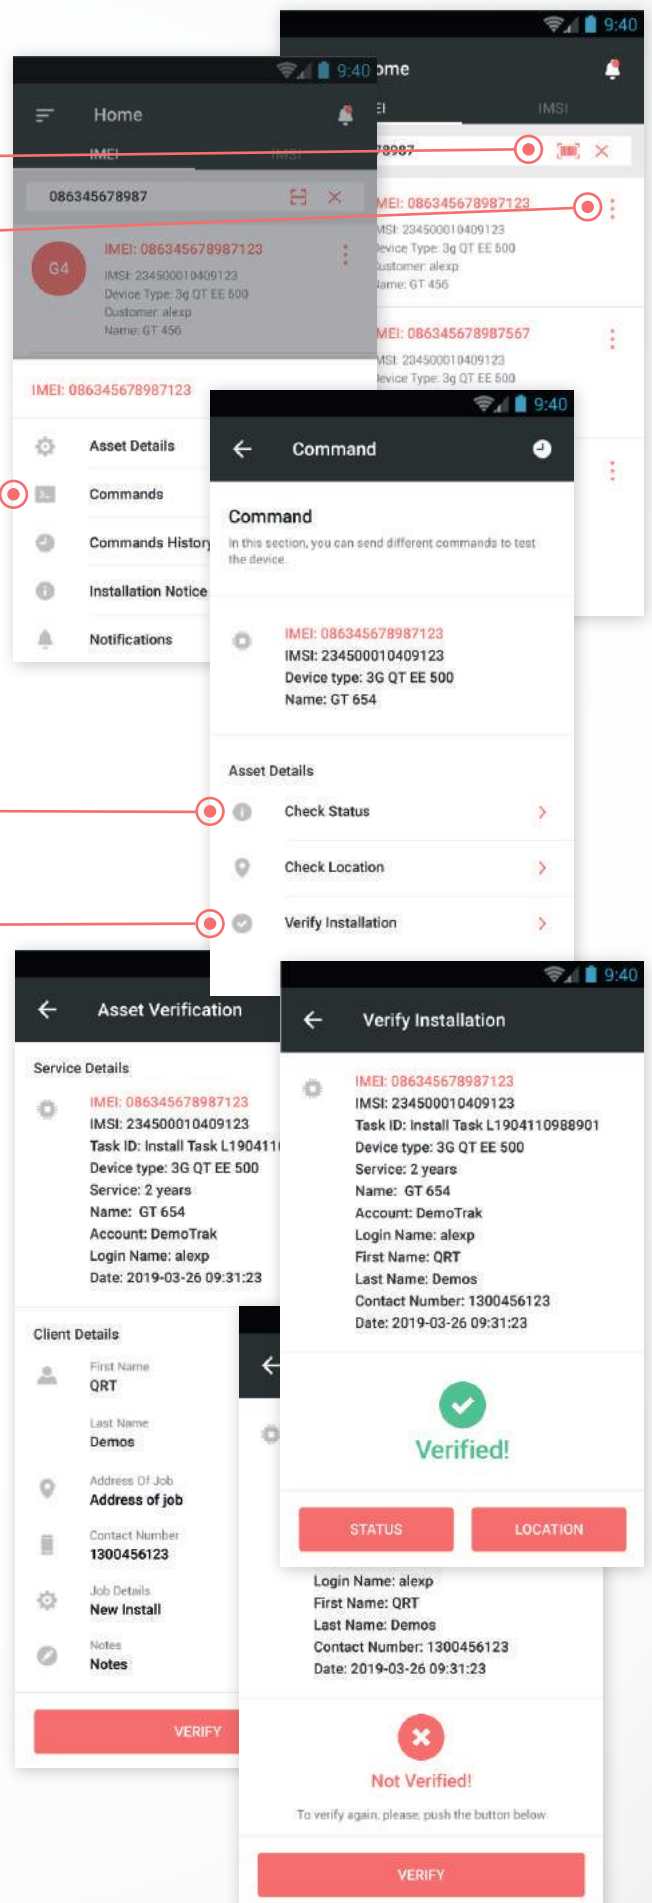 9:40
ome
EI
IMSI
78987
MEI: 086345678987123
MSI: 234500010409123
Device Type: 3g QT EE 500
Customer: alexp
Name: GT 456
MEI: 086345678987567
MSI: 234500010409123
Device Type: 3g QT EE 500
9:40
Home
IMEI
IMSI
086345678987
G4
IMEI: 086345678987123
IMSI: 234500010409123
Device Type: 3g QT EE 500
Customer: alexp
Name: GT 456
IMEI: 086345678987123
Asset Details
Commands
Commands History
Installation Notice
Notifications
9:40
Command
Command
In this section, you can send different commands to test
the device.
IMEI: 086345678987123
IMSI: 234500010409123
Device type: 3G QT EE 500
Name: GT 654
Asset Details
Check Status
Check Location
Verify Installation
Asset Verification
Service Details
IMEI: 086345678987123
IMSI: 234500010409123
Task ID: Install Task L190411
Device type: 3G QT EE 500
Service: 2 years
Name: GT 654
Account: DemoTrak
Login Name: alexp
Date: 2019-03-26 09:31:23
Client Details
First Name
QRT
Last Name
Demos
Address Of Job
Address of job
Contact Number
1300456123
Job Details
New Install
Notes
Notes
VERIFY
9:40
Verify Installation
IMEI: 086345678987123
IMSI: 234500010409123
Task ID: Install Task L1904110988901
Device type: 3G QT EE 500
Service: 2 years
Name: GT 654
Account: DemoTrak
Login Name: alexp
First Name: QRT
Last Name: Demos
Contact Number: 1300456123
Date: 2019-03-26 09:31:23
Verified!
STATUS
LOCATION
Login Name: alexp
First Name: QRT
Last Name: Demos
Contact Number: 1300456123
Date: 2019-03-26 09:31:23
Not Verified!
To verify again, please, push the button below.
VERIFY